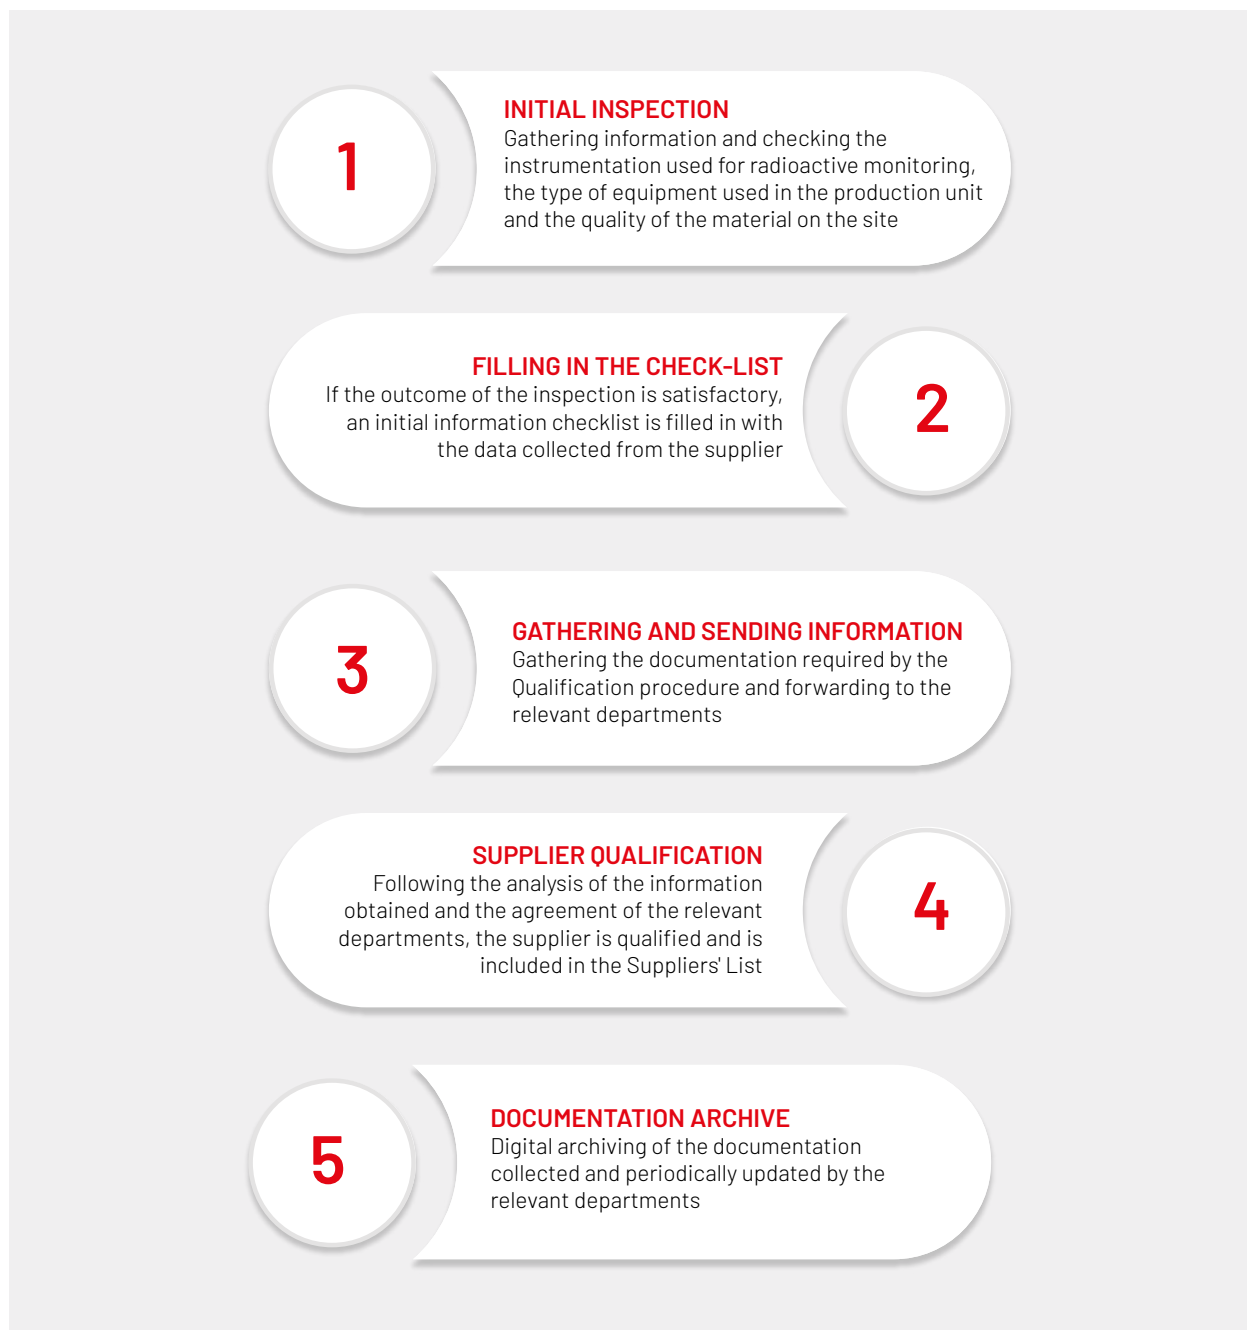 1
INITIAL INSPECTION
Gathering information and checking the
instrumentation used for radioactive monitoring,
the type of equipment used in the production unit
and the quality of the material on the site
FILLING IN THE CHECK-LIST
If the outcome of the inspection is satisfactory,
an initial information checklist is filled in with
the data collected from the supplier
2
3
GATHERING AND SENDING INFORMATION
Gathering the documentation required by the
Qualification procedure and forwarding to the
relevant departments
SUPPLIER QUALIFICATION
Following the analysis of the information
obtained and the agreement of the relevant
departments, the supplier is qualified and is
included in the Suppliers' List
4
5
DOCUMENTATION ARCHIVE
Digital archiving of the documentation
collected and periodically updated by the
relevant departments